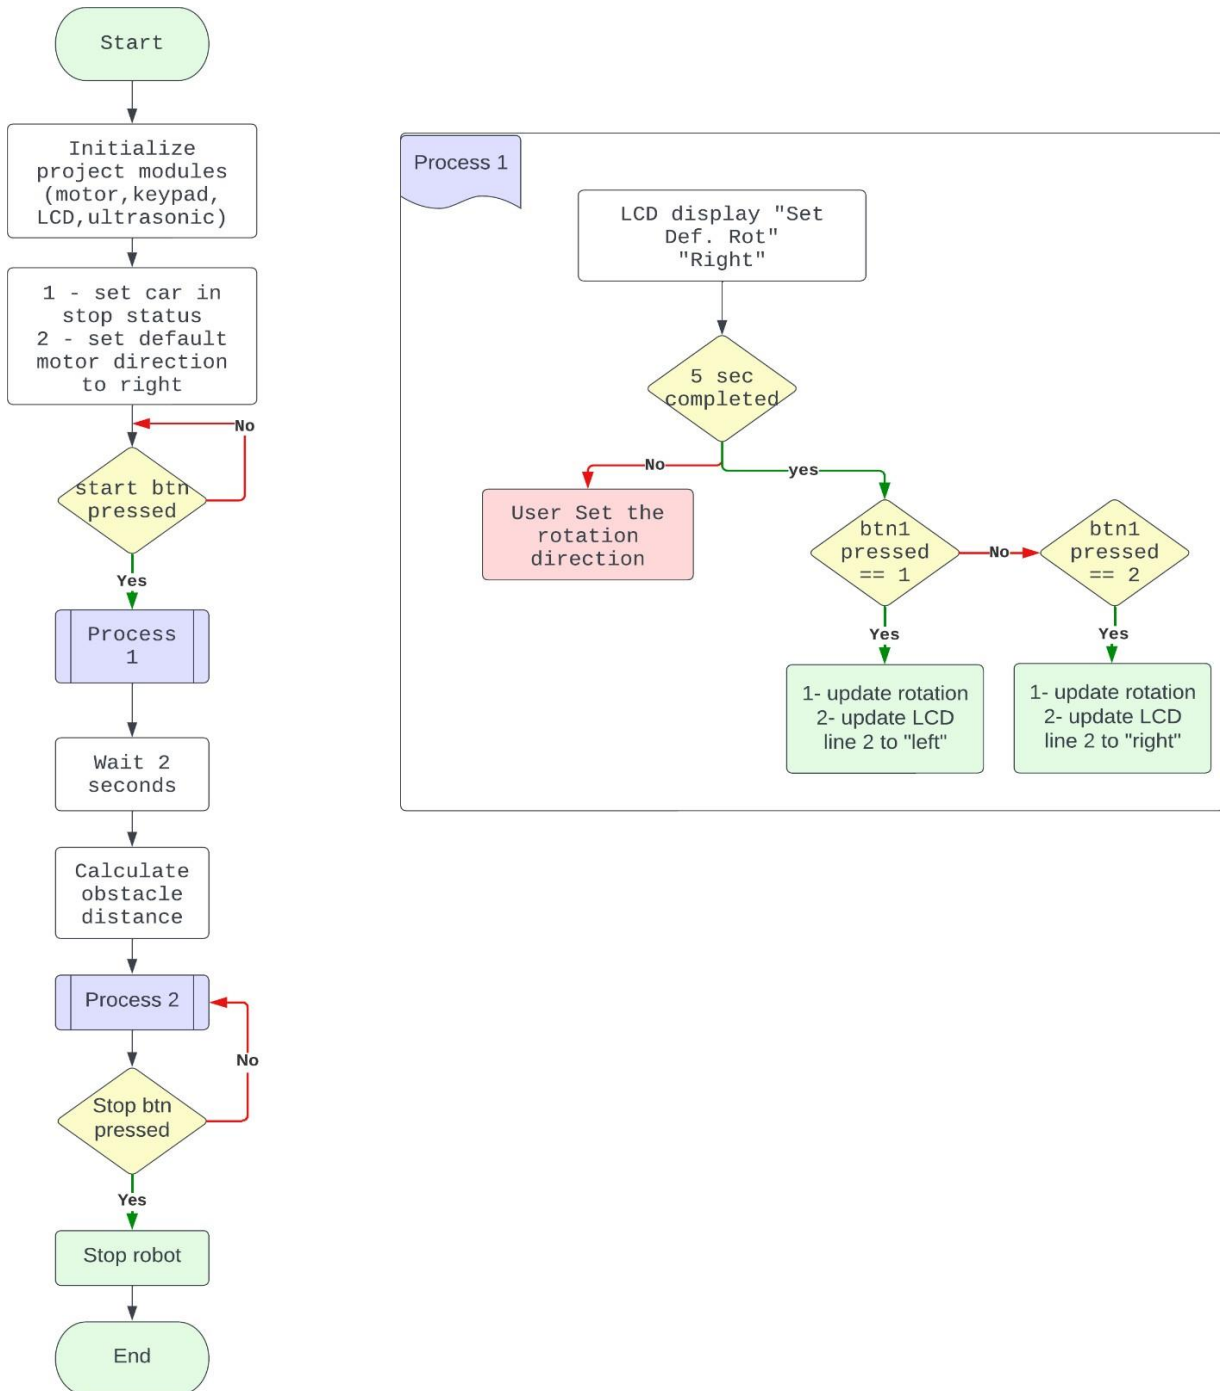 Start
Initialize
project modules
(motor,keypad,
LCD,ultrasonic)
1 - set car in
stop status
2 - set default
motor direction
to right
No
start btn
pressed
Yes
Process
1
Wait 2
seconds
Calculate
obstacle
distance
Process 2
No
Stop btn
pressed
Yes
Stop robot
End
Process 1
LCD display "Set
Def. Rot"
"Right"
5 sec
completed
No
yes
User Set the
rotation
direction
btn1
pressed
== 1
No
btn1
pressed
== 2
Yes
Yes
1- update rotation
2- update LCD
line 2 to "left"
1- update rotation
2- update LCD
line 2 to "right"